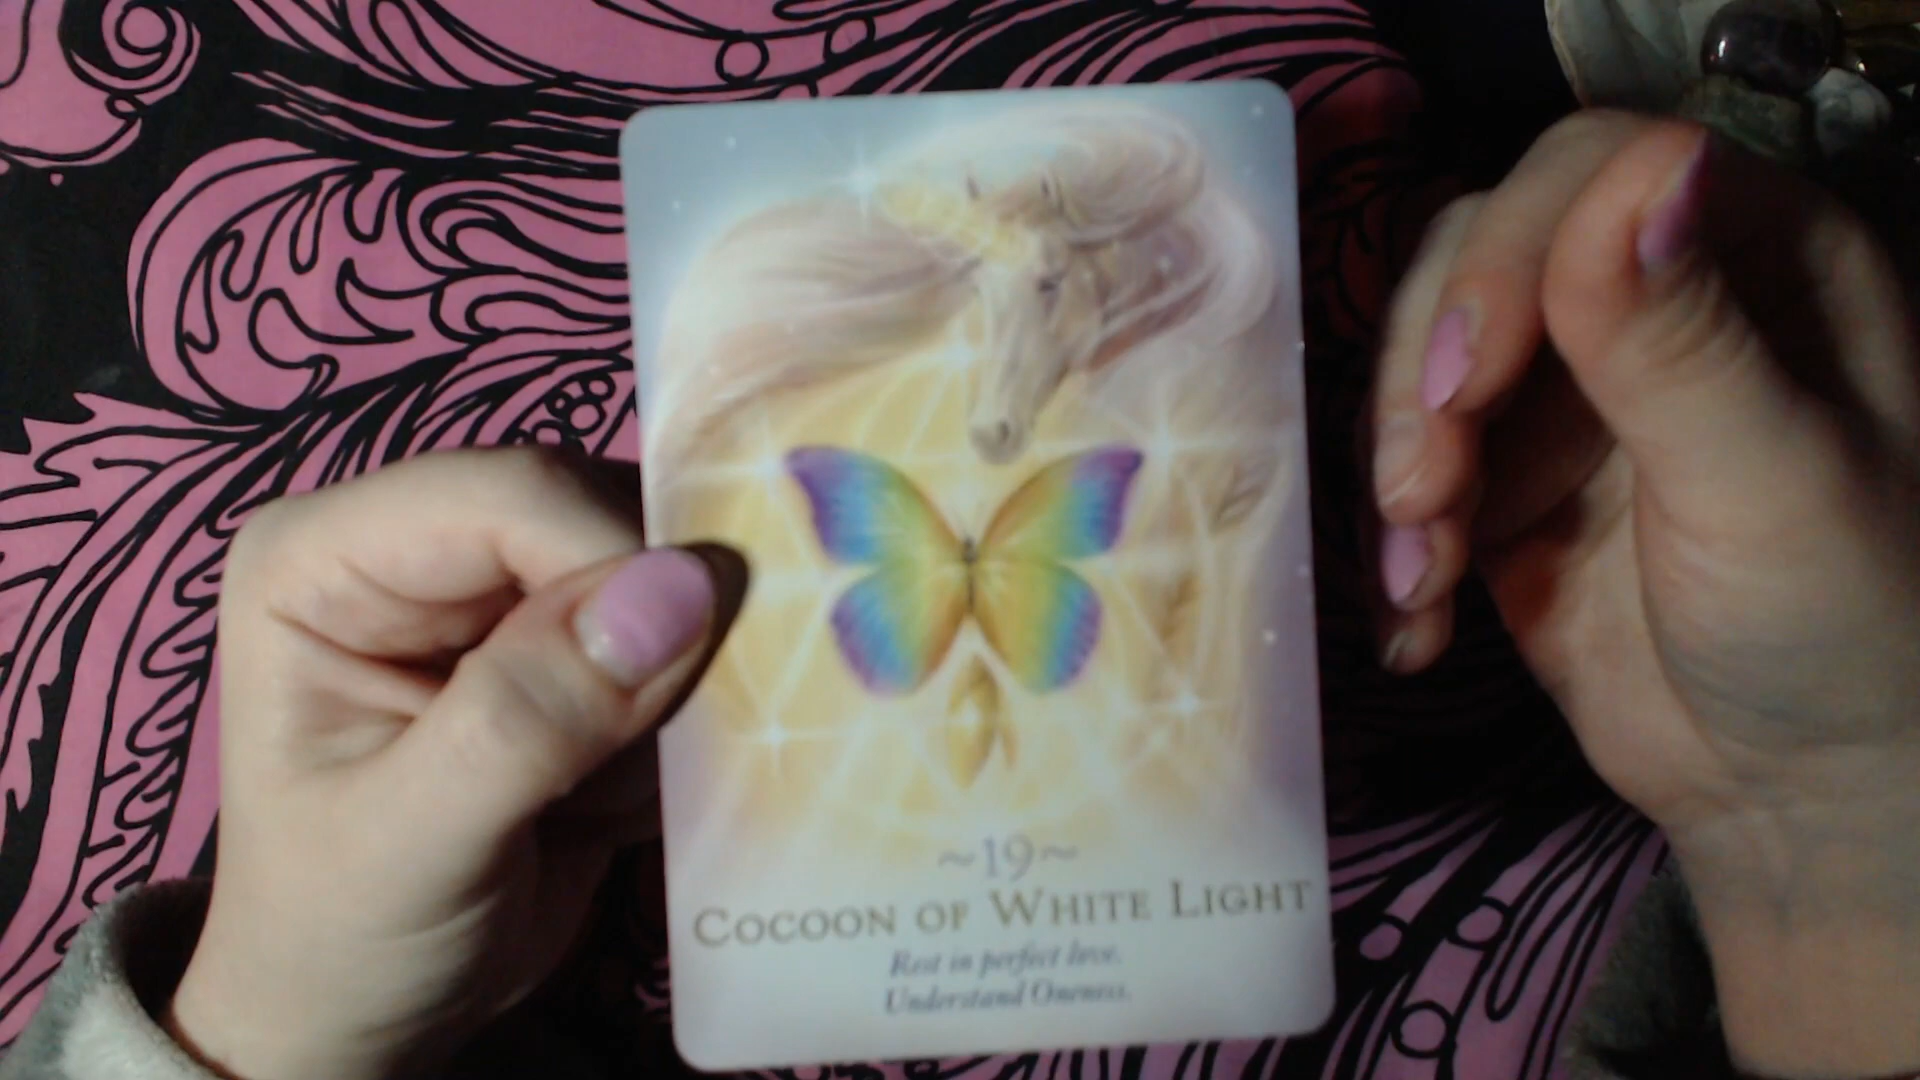 ~19~
COCOON OF WHITE LIGHT
Rest in perfect love.
Understand Oneness.